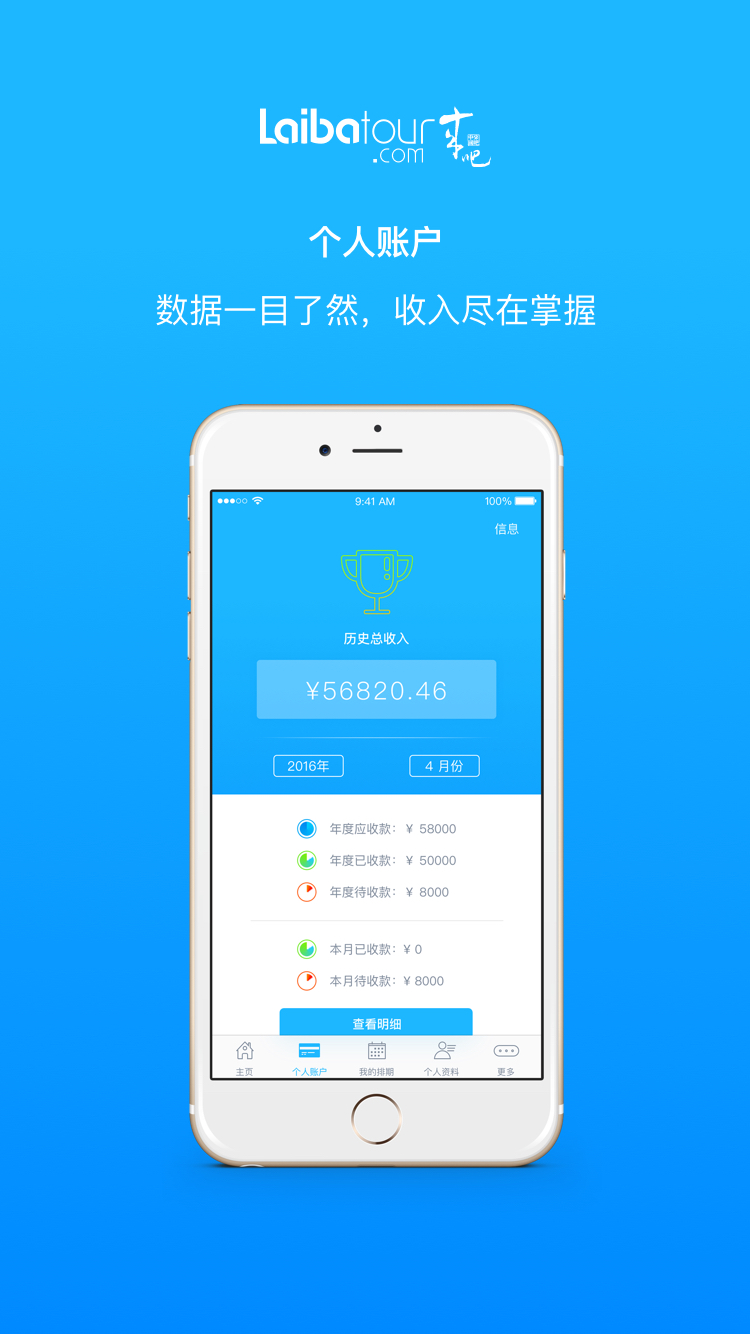 Laibatour
.com
来吧
个人账户
数据一目了然，收入尽在掌握
9:41 AM
100%
信息
历史总收入
¥56820.46
2016年
4 月份
年度应收款：¥ 58000
年度已收款：¥ 50000
年度待收款：¥ 8000
本月已收款：¥ 0
本月待收款：¥ 8000
查看明细
主页
个人账户
我的排期
个人资料
更多